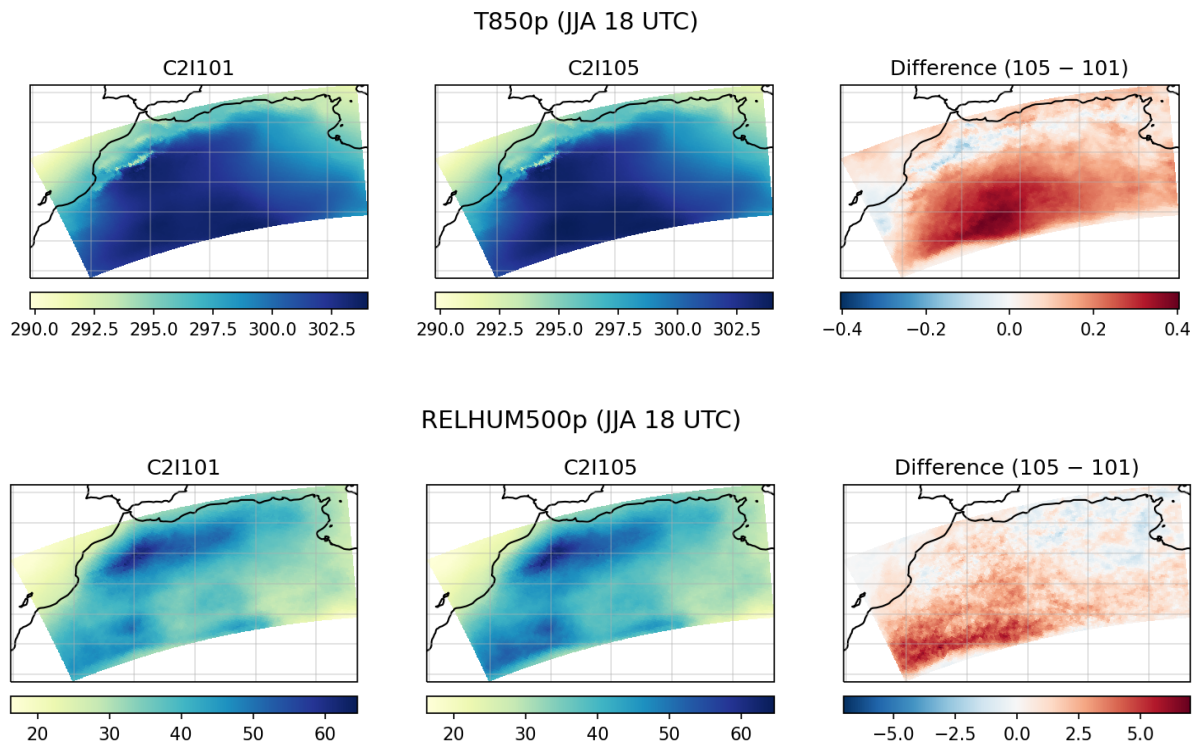 T850p (JJA 18 UTC)
C2I101 C2I105 Difference (105 − 101)
290.0 292.5 295.0 297.5 300.0 302.5 290.0 292.5 295.0 297.5 300.0 302.5 −0.4 −0.2 0.0 0.2 0.4
RELHUM500p (JJA 18 UTC)
C2I101 C2I105 Difference (105 − 101)
20 30 40 50 60 20 30 40 50 60 −5.0 −2.5 0.0 2.5 5.0